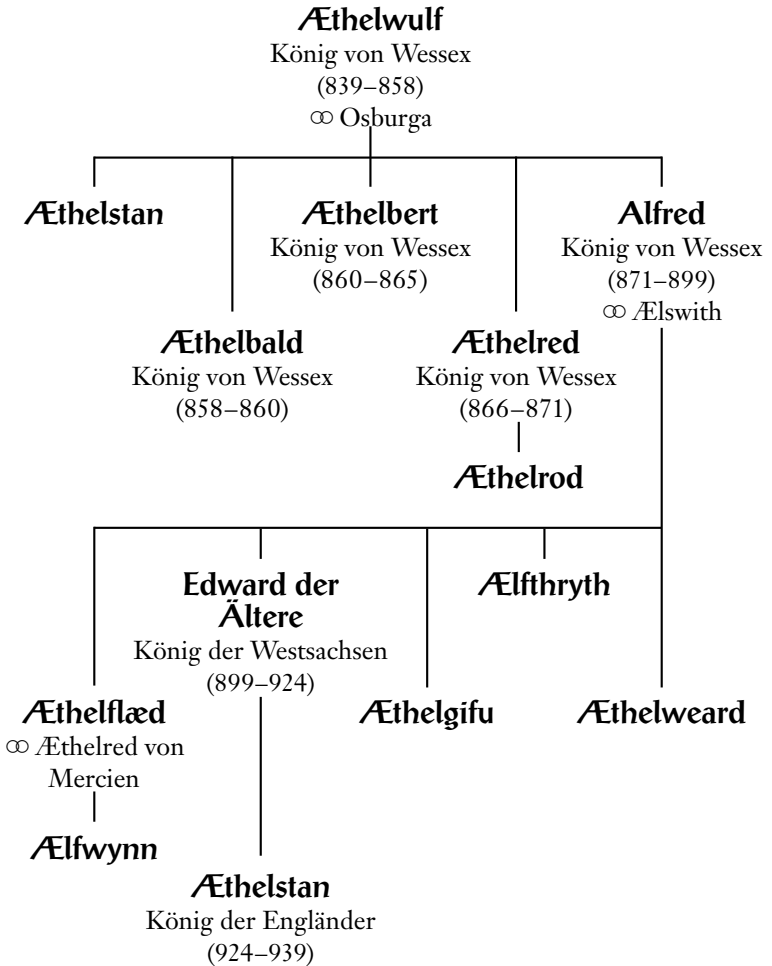 Æthelwulf
König von Wessex
(839–858)
⚭ Osburga
Æthelstan
Æthelbert
König von Wessex
(860–865)
Alfred
König von Wessex
(871–899)
⚭ Ælswith
Æthelbald
König von Wessex
(858–860)
Æthelred
König von Wessex
(866–871)
Æthelrod
Edward der
Ältere
König der Westsachsen
(899–924)
Ælfthryth
Æthelflæd
⚭ Æthelred von
Mercien
Æthelgifu
Æthelweard
Ælfwynn
Æthelstan
König der Engländer
(924–939)